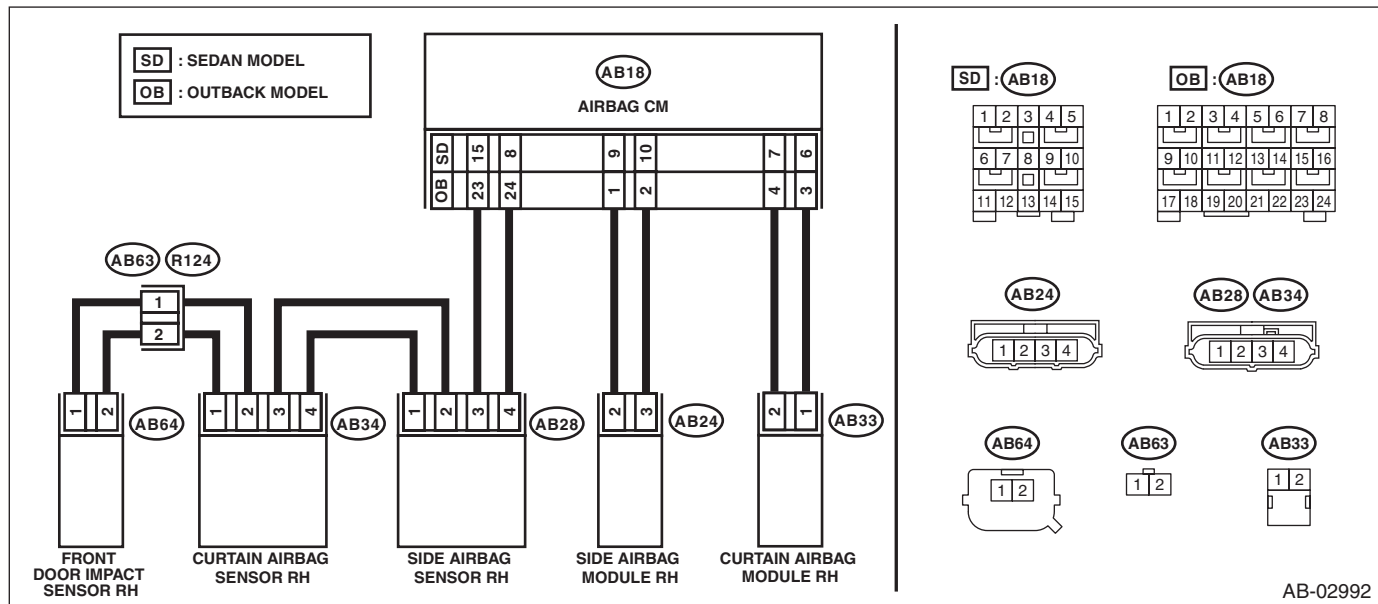 SD : SEDAN MODEL
OB : OUTBACK MODEL
AB18
AIRBAG CM
SD 15 8 9 10 7 6
OB 23 24 1 2 4 3
AB63 R124
1
2
1 2 AB64
1 2 3 4 AB34
1 2 3 4 AB28
2 3 AB24
2 1 AB33
FRONT
DOOR IMPACT
SENSOR RH
CURTAIN AIRBAG
SENSOR RH
SIDE AIRBAG
SENSOR RH
SIDE AIRBAG
MODULE RH
CURTAIN AIRBAG
MODULE RH
SD : AB18
1 2 3 4 5
6 7 8 9 10
11 12 13 14 15
OB : AB18
1 2 3 4 5 6 7 8
9 10 11 12 13 14 15 16
17 18 19 20 21 22 23 24
AB24
1 2 3 4
AB28 AB34
1 2 3 4
AB64
1 2
AB63
1 2
AB33
1 2
AB-02992